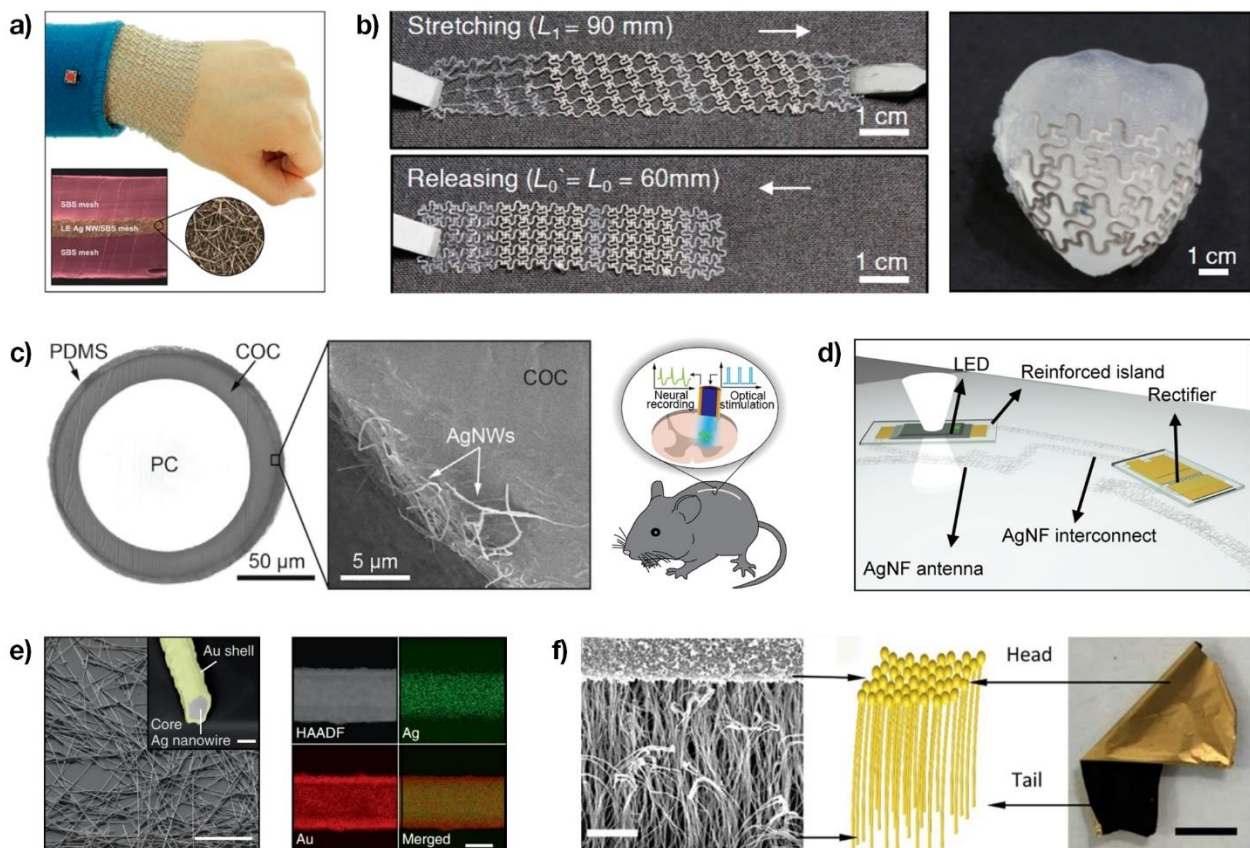 a)
SBS mesh
LE Ag NW/SBS mesh
SBS mesh
b)
Stretching (L₁ = 90 mm)
1 cm
Releasing (L₀` = L₀ = 60mm)
1 cm
1 cm
c)
PDMS
COC
PC
50 µm
COC
AgNWs
5 µm
Neural
recording
Optical
stimulation
d)
LED
Reinforced island
Rectifier
AgNF interconnect
AgNF antenna
e)
Au shell
Core
Ag nanowire
HAADF
Ag
Au
Merged
f)
Head
Tail